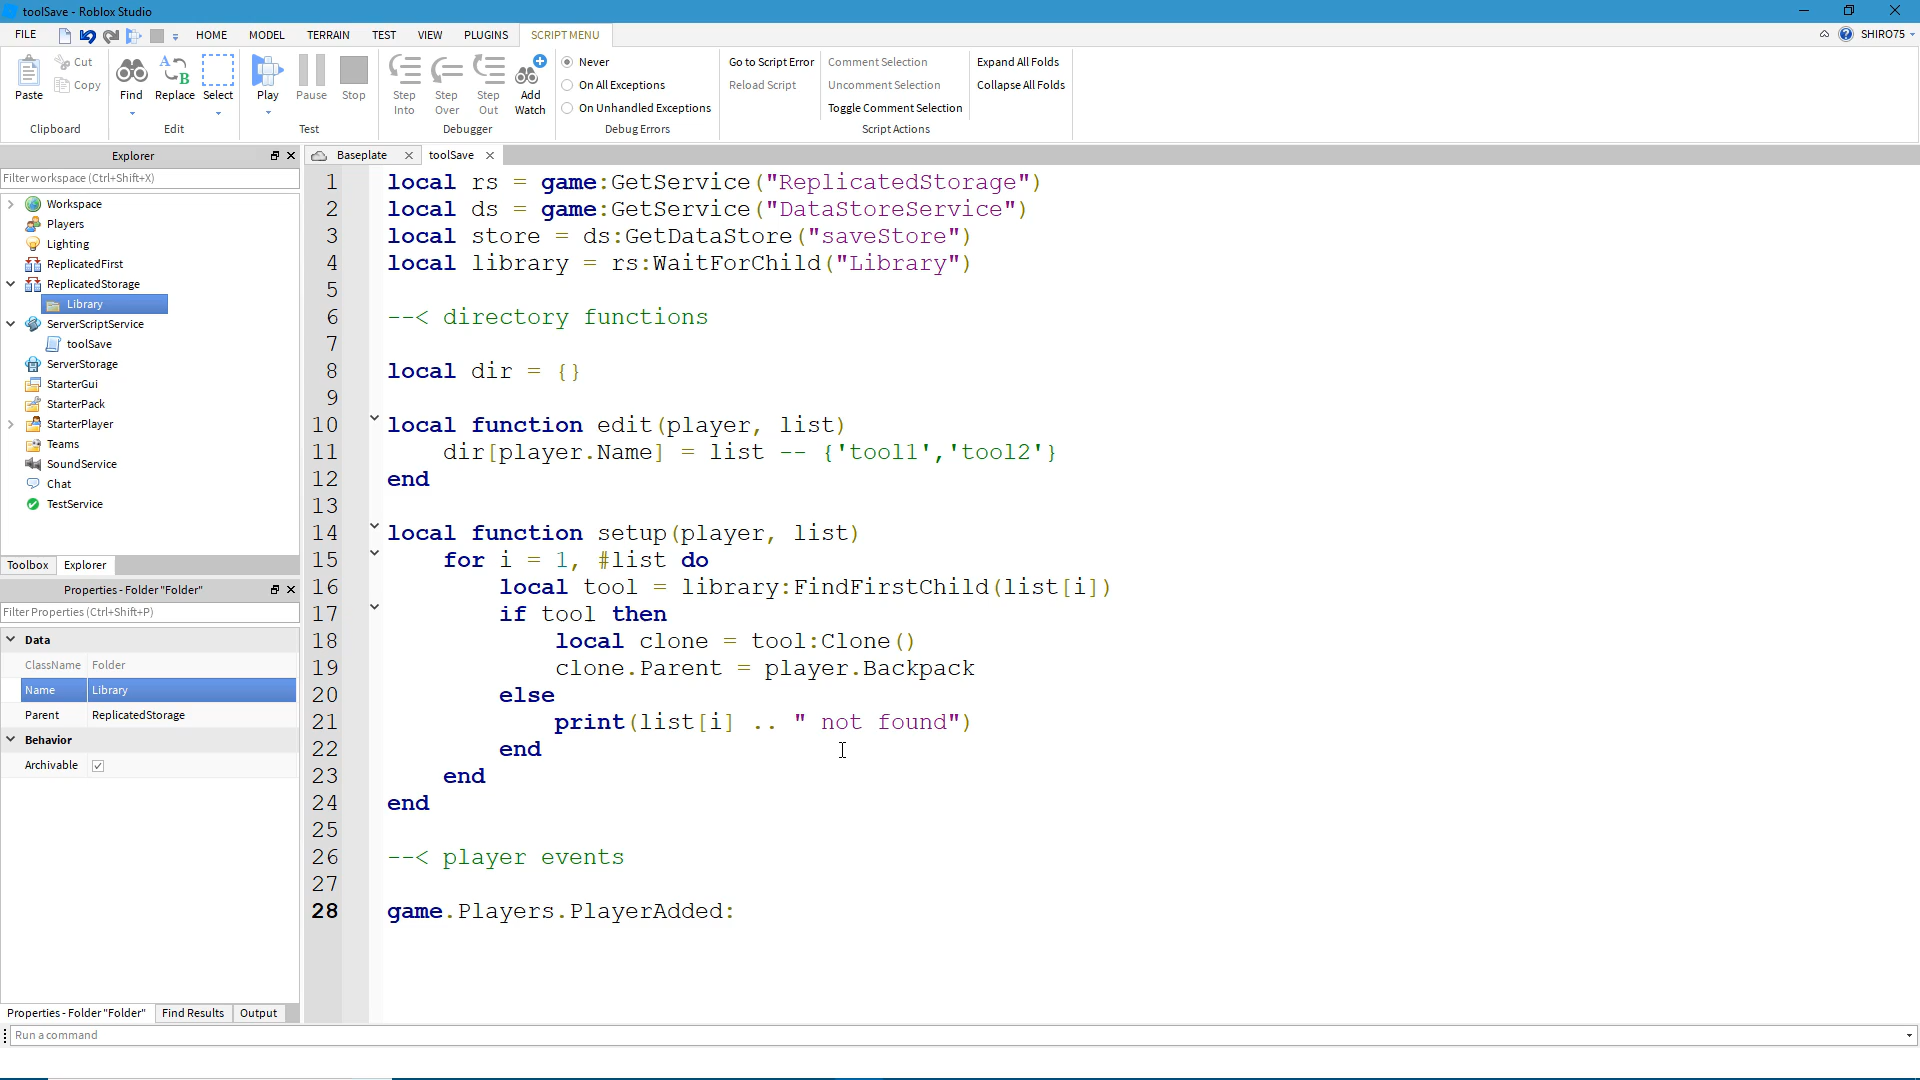 toolSave - Roblox Studio
FILE HOME MODEL TERRAIN TEST VIEW PLUGINS SCRIPT MENU SHIRO75
Paste Cut Copy Clipboard
Find Replace Select Edit
Play Pause Stop Test
Step Into Step Over Step Out Add Watch Debugger
Never
On All Exceptions
On Unhandled Exceptions
Debug Errors
Go to Script Error
Reload Script
Comment Selection
Uncomment Selection
Toggle Comment Selection
Script Actions
Expand All Folds
Collapse All Folds
Explorer
Filter workspace (Ctrl+Shift+X)
Workspace
Players
Lighting
ReplicatedFirst
ReplicatedStorage
Library
ServerScriptService
toolSave
ServerStorage
StarterGui
StarterPack
StarterPlayer
Teams
SoundService
Chat
TestService
Toolbox Explorer
Properties - Folder "Folder"
Filter Properties (Ctrl+Shift+P)
Data
ClassName Folder
Name Library
Parent ReplicatedStorage
Behavior
Archivable
Properties - Folder "Folder" Find Results Output
Run a command
Baseplate toolSave
1 local rs = game:GetService("ReplicatedStorage")
2 local ds = game:GetService("DataStoreService")
3 local store = ds:GetDataStore("saveStore")
4 local library = rs:WaitForChild("Library")
5
6 --< directory functions
7
8 local dir = {}
9
10 local function edit(player, list)
11 dir[player.Name] = list -- {'tool1','tool2'}
12 end
13
14 local function setup(player, list)
15 for i = 1, #list do
16 local tool = library:FindFirstChild(list[i])
17 if tool then
18 local clone = tool:Clone()
19 clone.Parent = player.Backpack
20 else
21 print(list[i] .. " not found")
22 end
23 end
24 end
25
26 --< player events
27
28 game.Players.PlayerAdded: